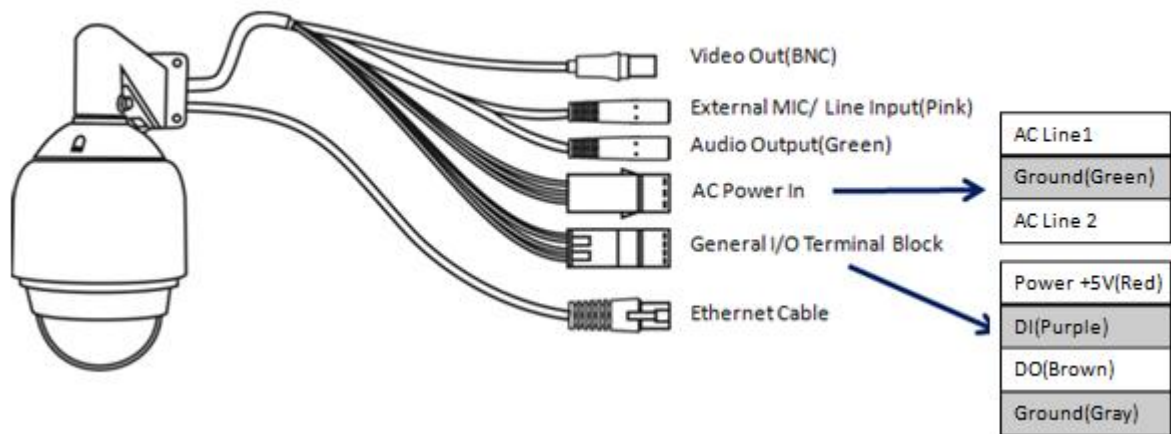 Video Out(BNC)
External MIC/ Line Input(Pink)
Audio Output(Green)
AC Power In
General I/O Terminal Block
Ethernet Cable
AC Line1
Ground(Green)
AC Line 2
Power +5V(Red)
DI(Purple)
DO(Brown)
Ground(Gray)